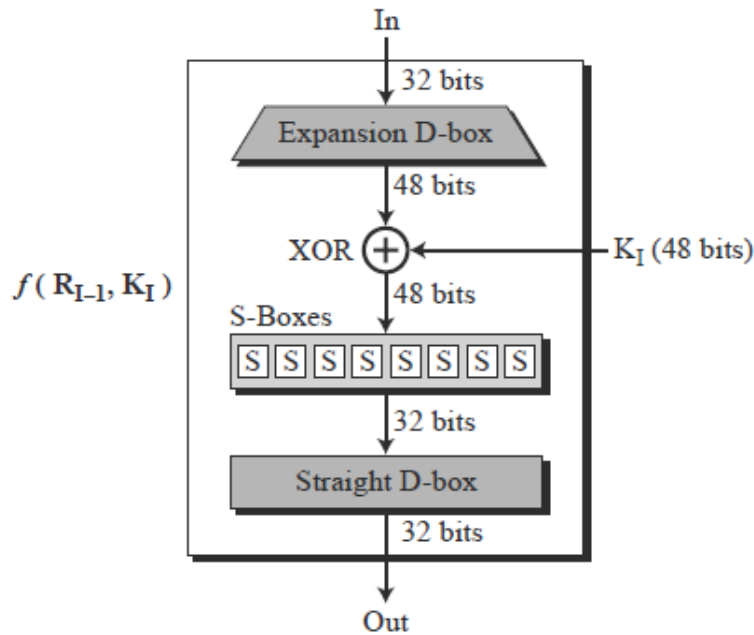 In
32 bits
Expansion D-box
48 bits
XOR
K_I (48 bits)
f( R_{I–1}, K_I )
48 bits
S-Boxes
S S S S S S S S
32 bits
Straight D-box
32 bits
Out